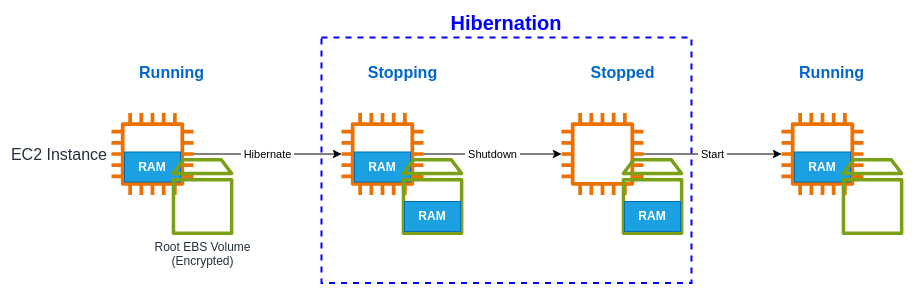 Hibernation
Running
Stopping
Stopped
Running
EC2 Instance
RAM
Hibernate
RAM
Shutdown
Start
RAM
RAM
RAM
Root EBS Volume
(Encrypted)